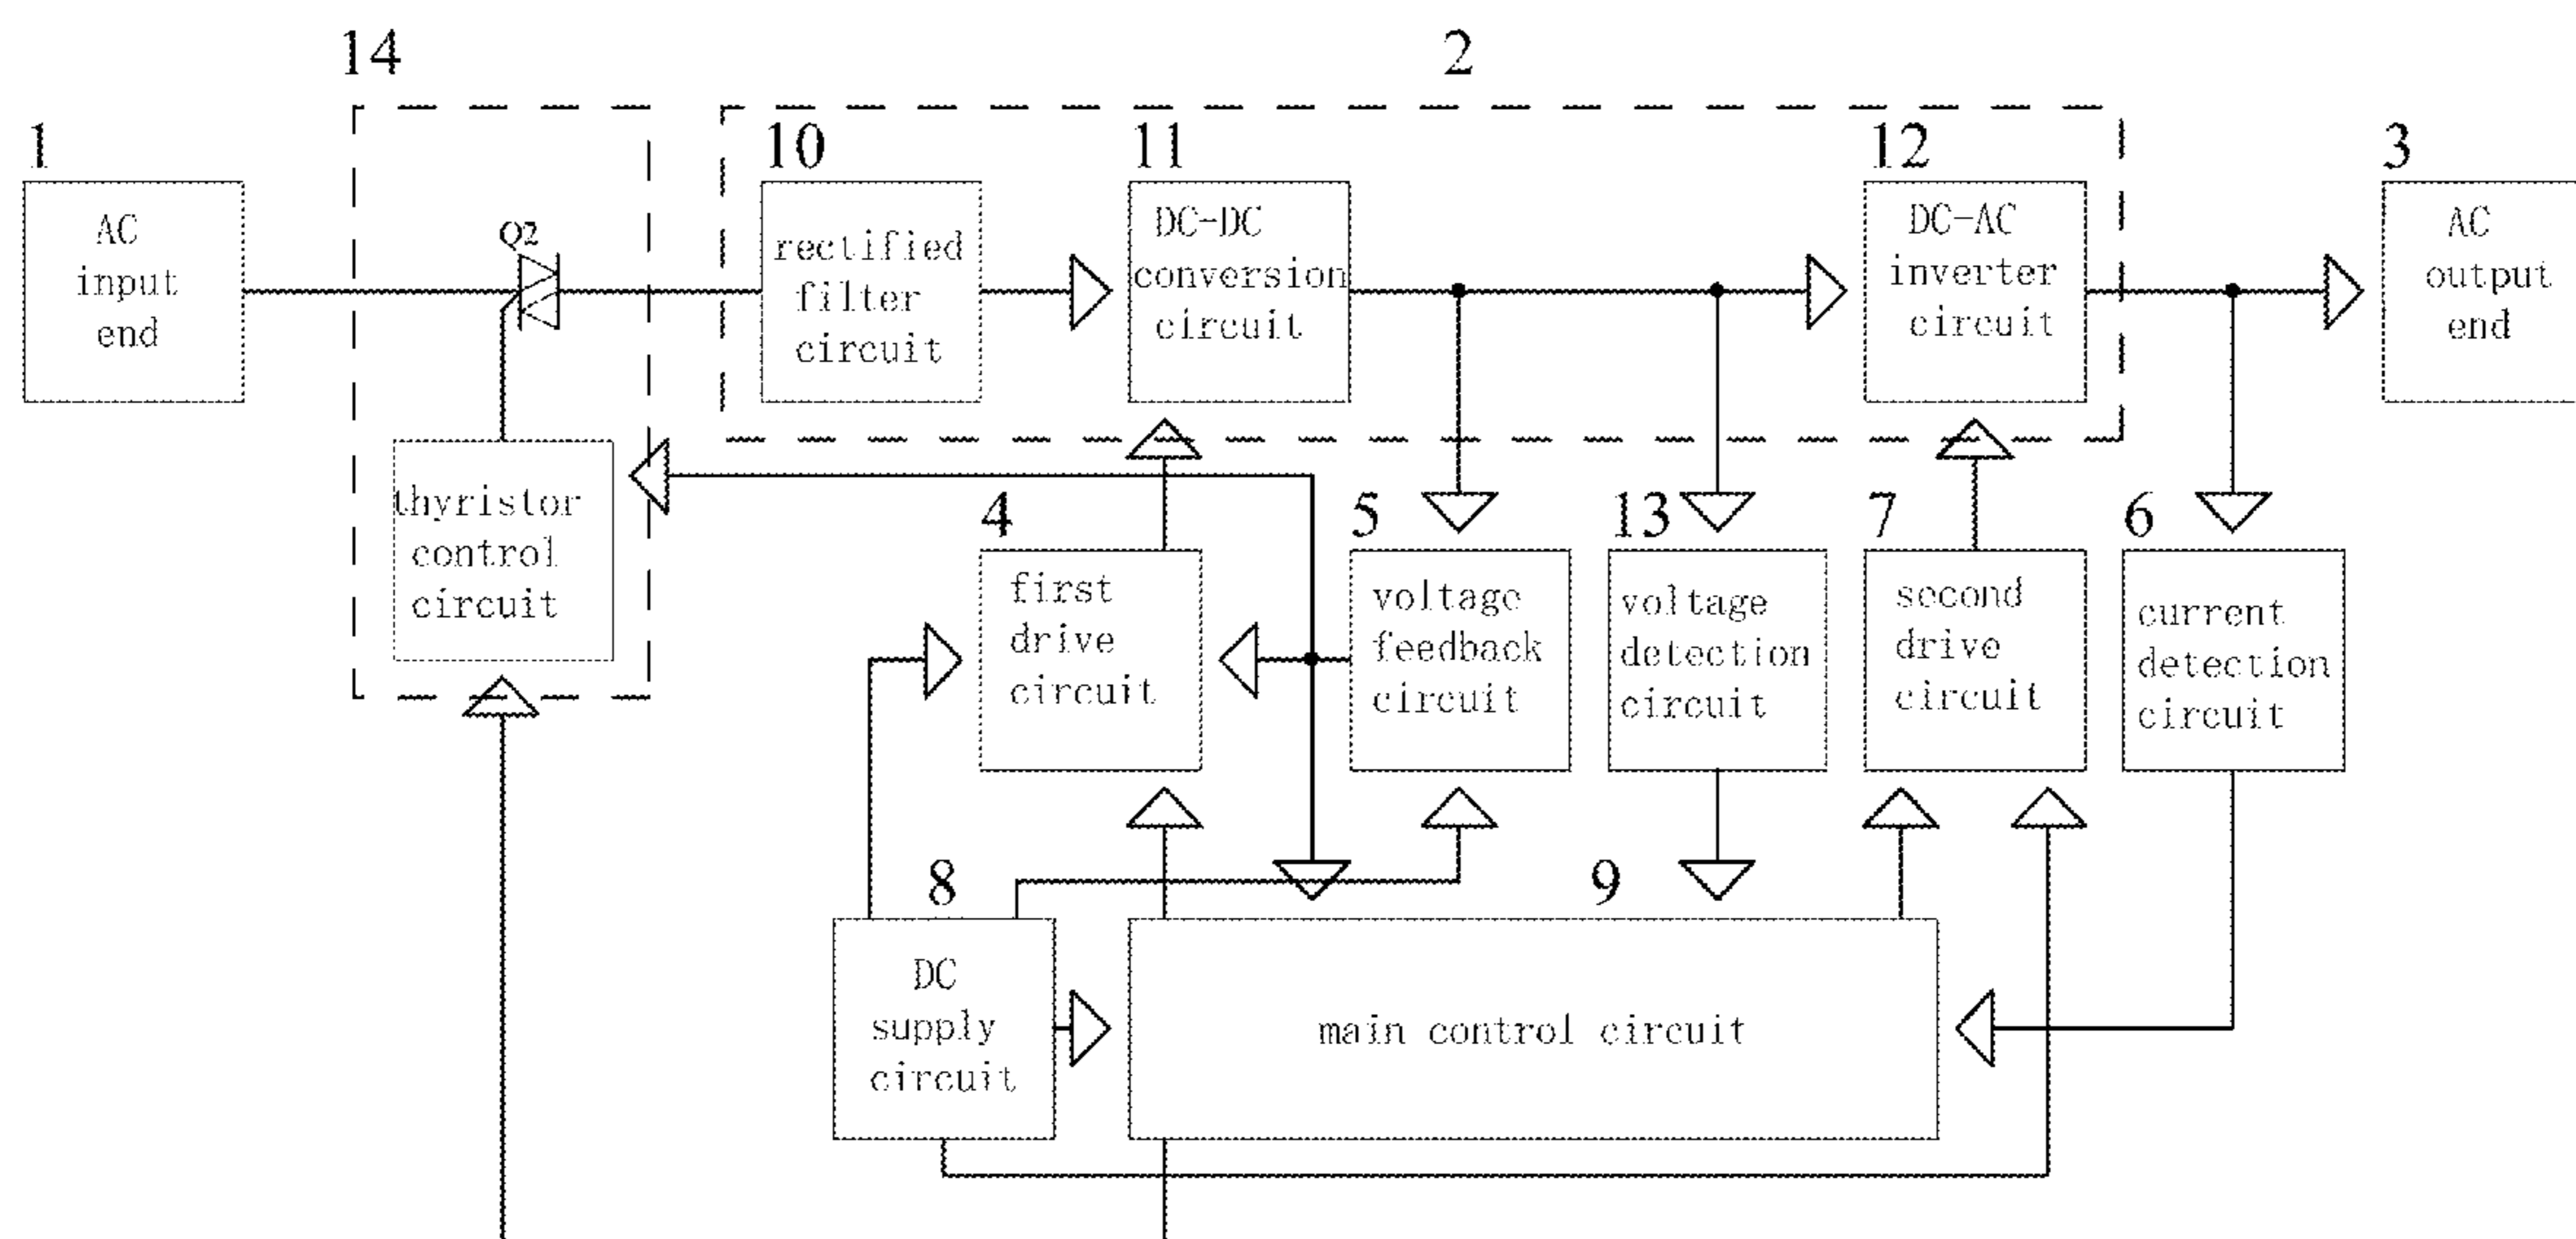 14
2
1
10
11
12
3
AC
input
end
Q2
rectified
filter
circuit
DC-DC
conversion
circuit
DC-AC
inverter
circuit
AC
output
end
thyristor
control
circuit
4
5
13
7
6
first
drive
circuit
voltage
feedback
circuit
voltage
detection
circuit
second
drive
circuit
current
detection
circuit
8
9
DC
supply
circuit
main control circuit